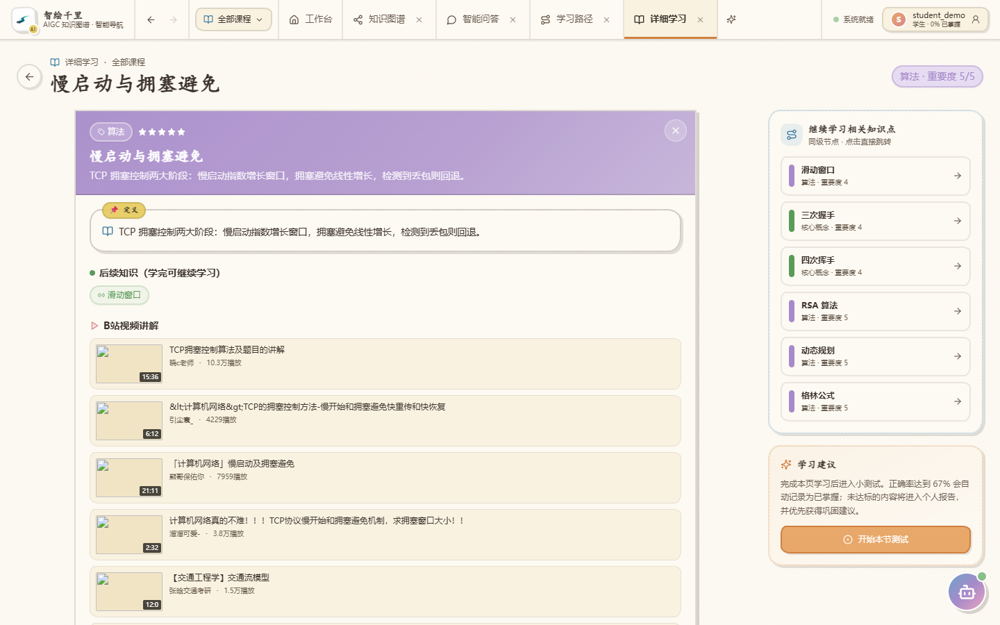 智绘千里
AIGC 知识图谱 · 智能导航
AI
全部课程
工作台
知识图谱
智能问答
学习路径
详细学习
系统就绪
S
student_demo
学生 · 0% 已掌握
详细学习 · 全部课程
慢启动与拥塞避免
算法 · 重要度 5/5
算法
慢启动与拥塞避免
TCP 拥塞控制两大阶段：慢启动指数增长窗口，拥塞避免线性增长，检测到丢包则回退。
定义
TCP 拥塞控制两大阶段：慢启动指数增长窗口，拥塞避免线性增长，检测到丢包则回退。
后续知识（学完可继续学习）
滑动窗口
B站视频讲解
TCP拥塞控制算法及题目的讲解
晓c老师 · 10.3万播放
15:36
&lt;计算机网络&gt;TCP的拥塞控制方法-慢开始和拥塞避免快重传和快恢复
引尘寰_ · 4229播放
6:12
「计算机网络」慢启动及拥塞避免
熊哥保佑你 · 7959播放
21:11
计算机网络真的不难！！！TCP协议慢开始和拥塞避免机制，求拥塞窗口大小！！
溜溜可爱- · 3.8万播放
2:32
【交通工程学】交通流模型
张晗交通考研 · 1.5万播放
12:0
继续学习相关知识点
同级节点 · 点击直接跳转
滑动窗口
算法 · 重要度 4
三次握手
核心概念 · 重要度 4
四次挥手
核心概念 · 重要度 4
RSA 算法
算法 · 重要度 5
动态规划
算法 · 重要度 5
格林公式
算法 · 重要度 5
学习建议
完成本页学习后进入小测试。正确率达到 67% 会自
动记录为已掌握；未达标的内容将进入个人报告，
并优先获得巩固建议。
开始本节测试